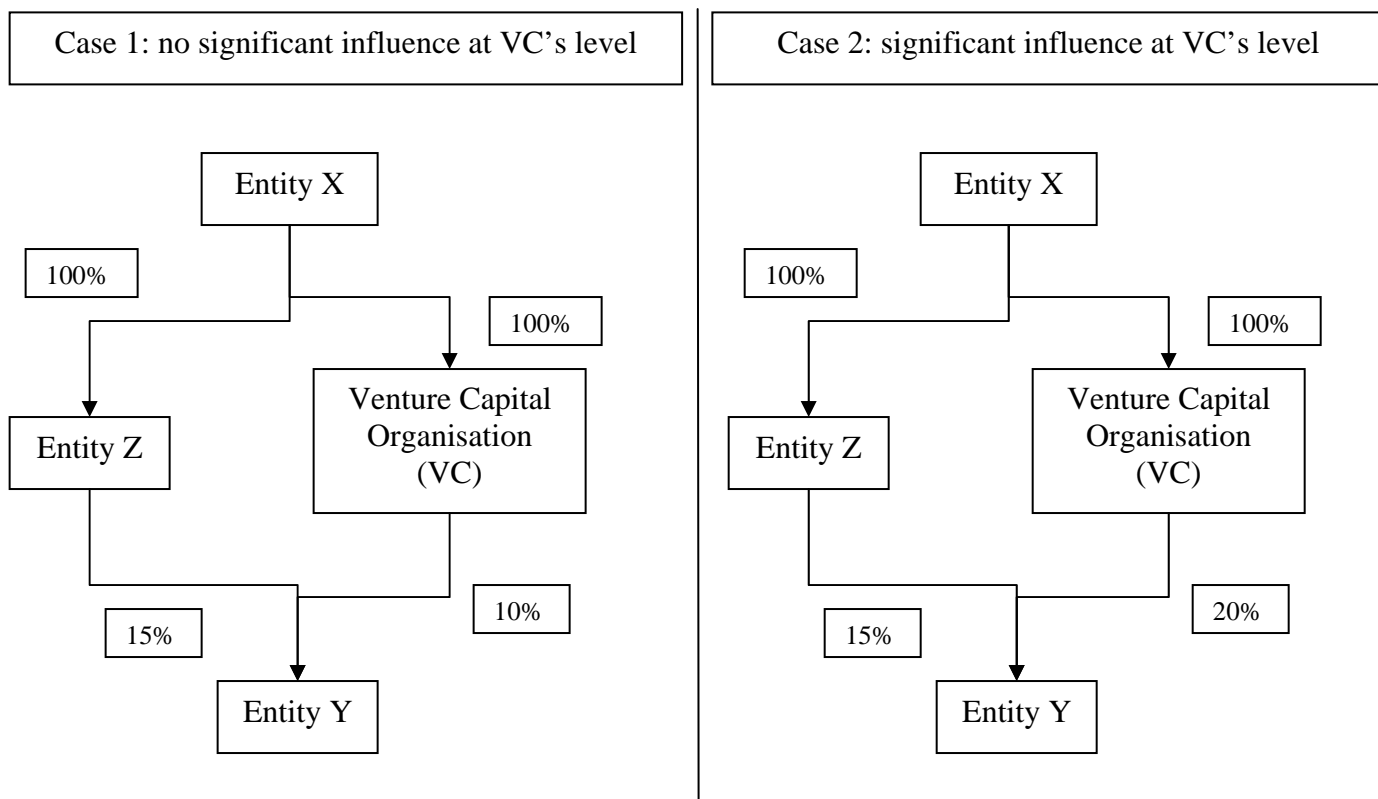 Case 1: no significant influence at VC’s level
Entity X
100%
100%
Entity Z
Venture Capital
Organisation
(VC)
15%
10%
Entity Y
Case 2: significant influence at VC’s level
Entity X
100%
100%
Entity Z
Venture Capital
Organisation
(VC)
15%
20%
Entity Y